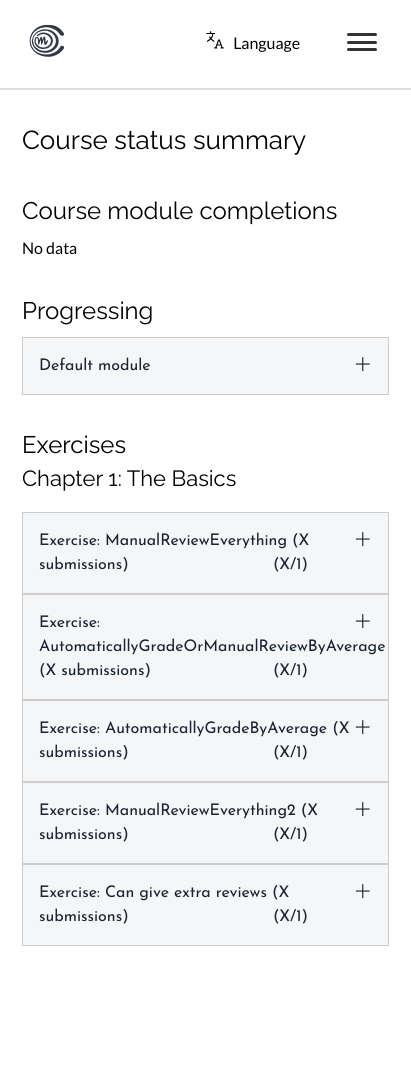 Language
Course status summary
Course module completions
No data
Progressing
Default module
Exercises
Chapter 1: The Basics
Exercise: ManualReviewEverything (X
submissions) (X/1)
Exercise:
AutomaticallyGradeOrManualReviewByAverage
(X submissions) (X/1)
Exercise: AutomaticallyGradeByAverage (X
submissions) (X/1)
Exercise: ManualReviewEverything2 (X
submissions) (X/1)
Exercise: Can give extra reviews (X
submissions) (X/1)